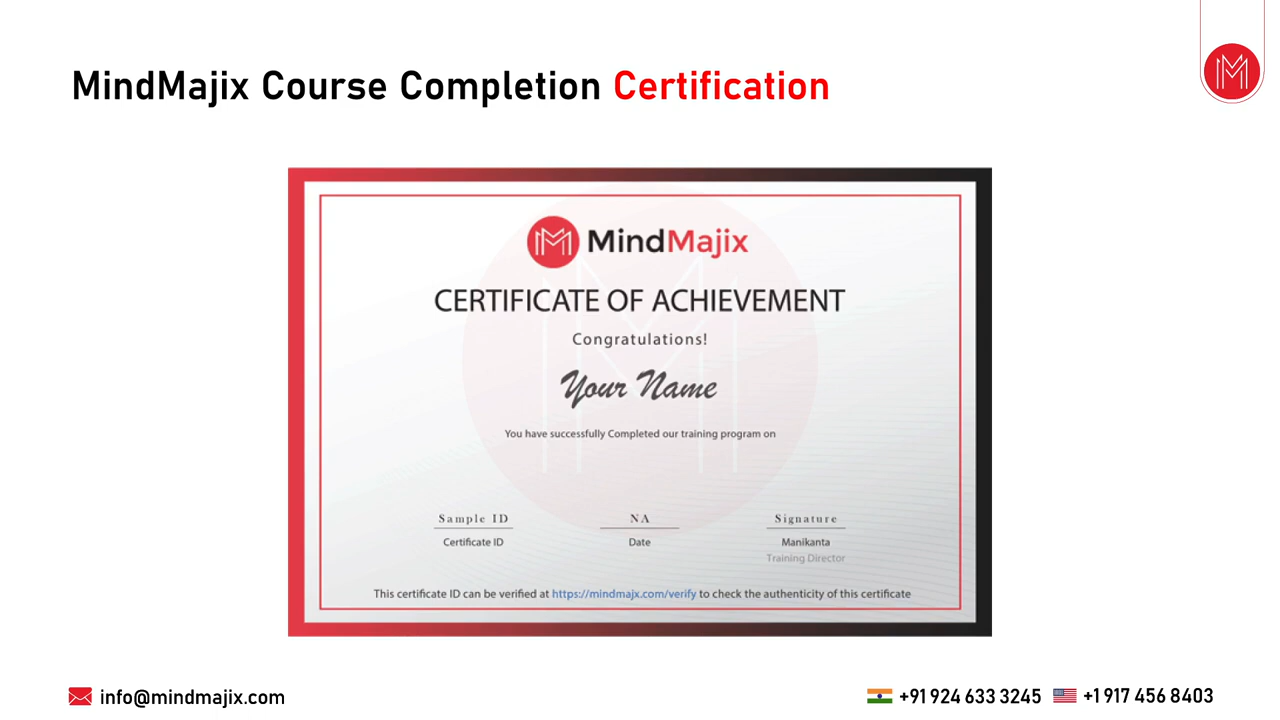 MindMajix Course Completion Certification
MindMajix
CERTIFICATE OF ACHIEVEMENT
Congratulations!
Your Name
You have successfully Completed our training program on
Sample ID NA Signature
Certificate ID Date Manikanta
Training Director
This certificate ID can be verified at https://mindmajx.com/verify to check the authenticity of this certificate
info@mindmajix.com +91 924 633 3245 +1 917 456 8403